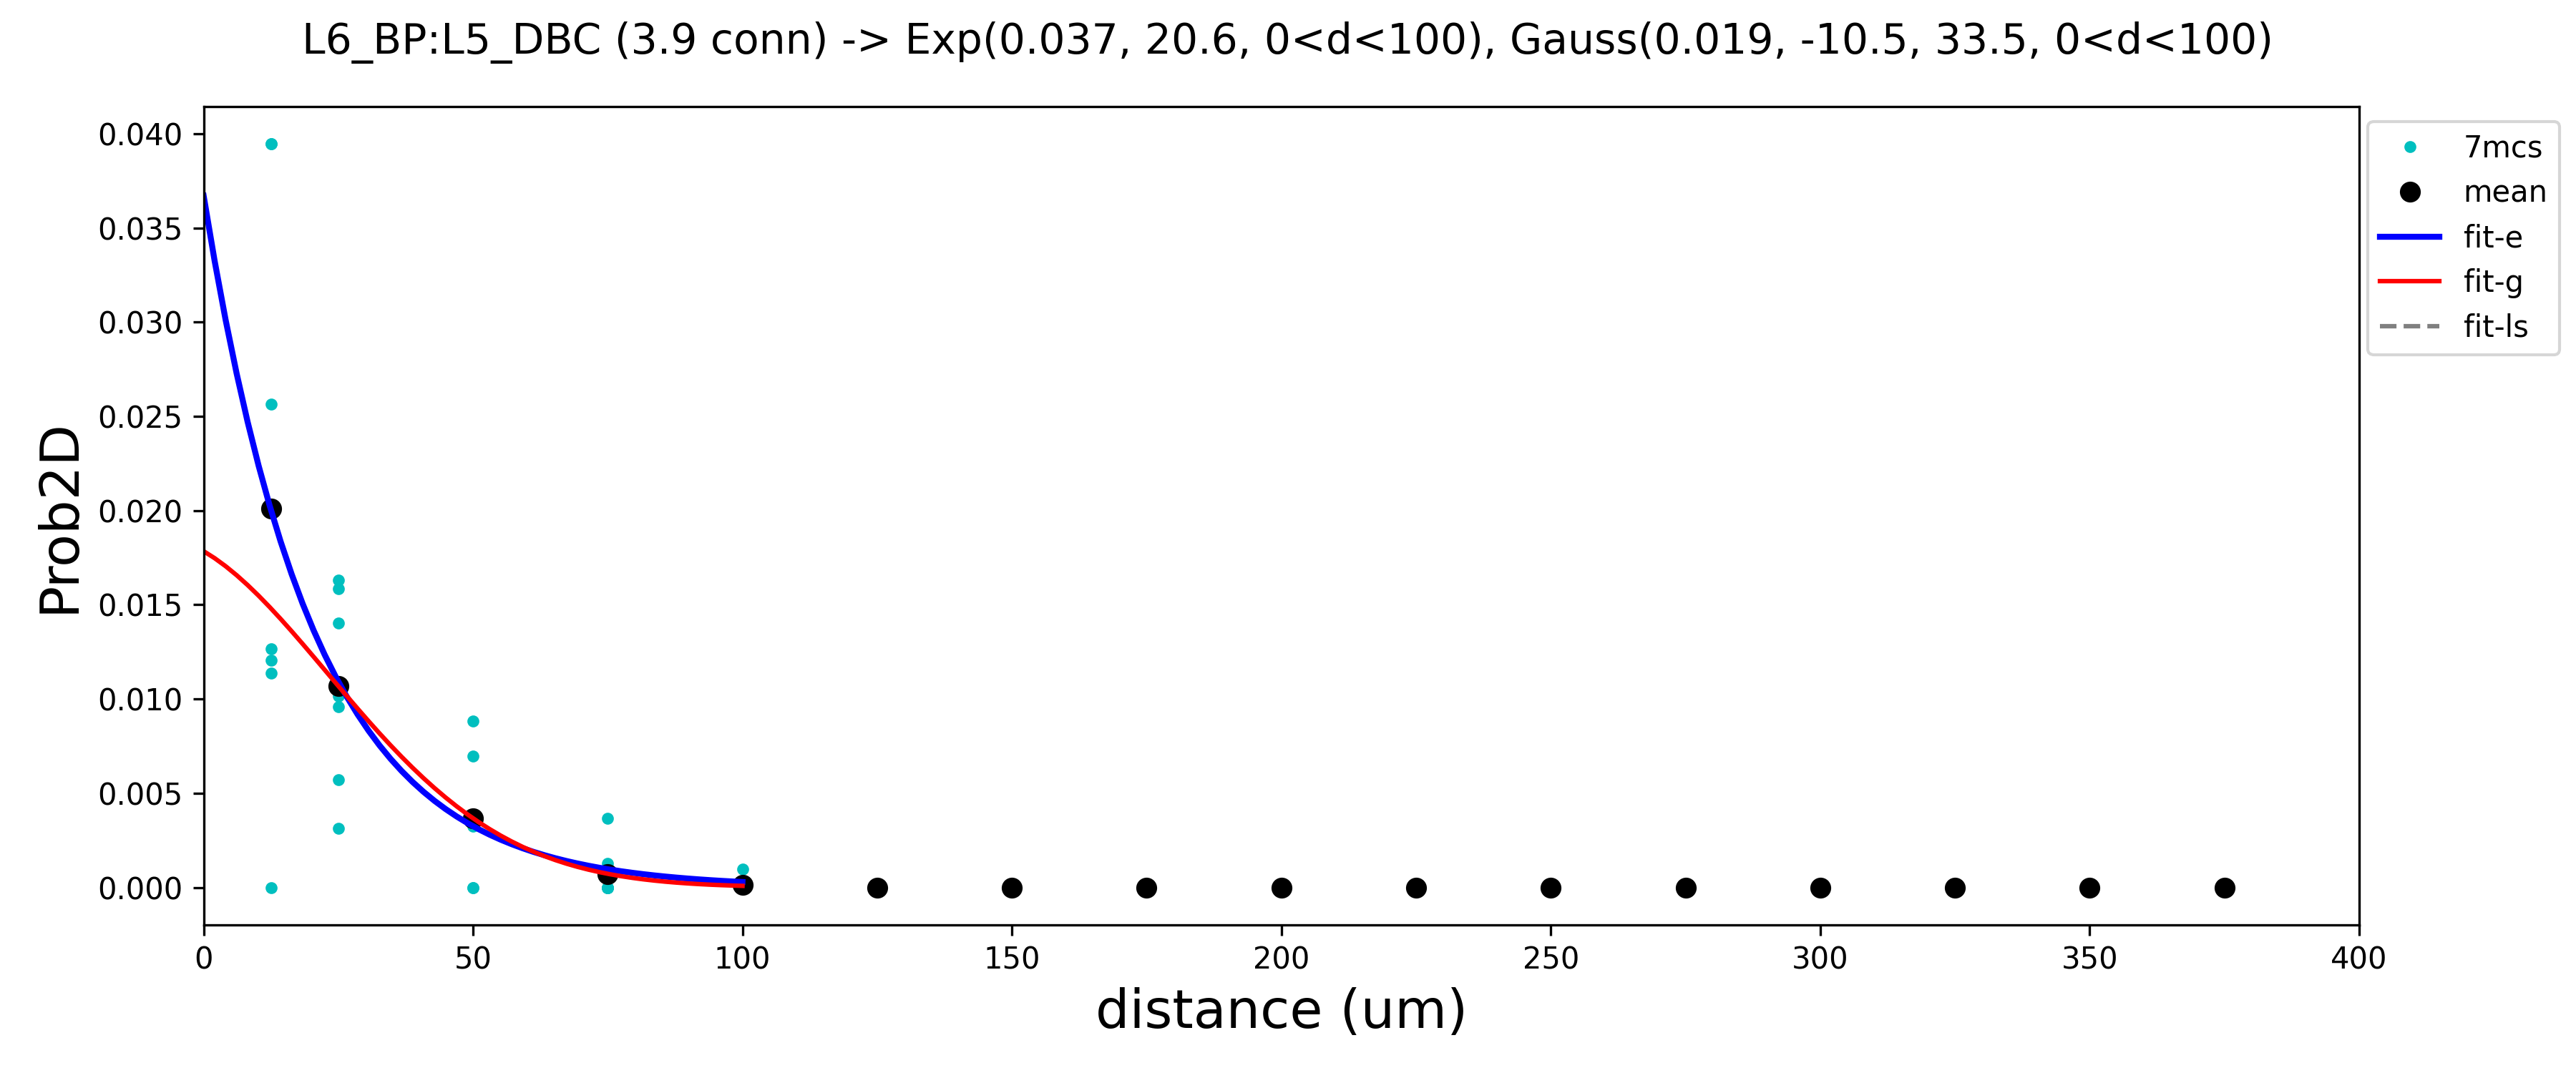 L6_BP:L5_DBC (3.9 conn) -> Exp(0.037, 20.6, 0<d<100), Gauss(0.019, -10.5, 33.5, 0<d<100)
0.040
0.035
0.030
0.025
0.020
0.015
0.010
0.005
0.000
Prob2D
0 50 100 150 200 250 300 350 400
distance (um)
7mcs
mean
fit-e
fit-g
fit-ls